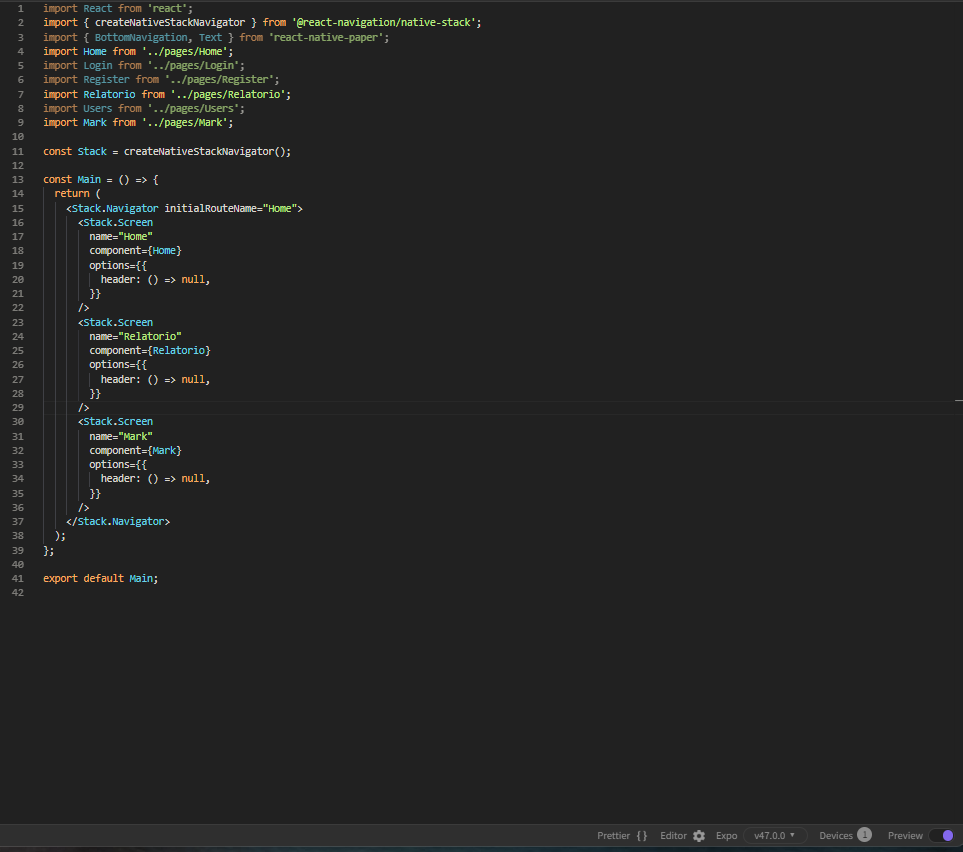 1 import React from 'react';
2 import { createNativeStackNavigator } from '@react-navigation/native-stack';
3 import { BottomNavigation, Text } from 'react-native-paper';
4 import Home from '../pages/Home';
5 import Login from '../pages/Login';
6 import Register from '../pages/Register';
7 import Relatorio from '../pages/Relatorio';
8 import Users from '../pages/Users';
9 import Mark from '../pages/Mark';
10
11 const Stack = createNativeStackNavigator();
12
13 const Main = () => {
14   return (
15     <Stack.Navigator initialRouteName="Home">
16       <Stack.Screen
17         name="Home"
18         component={Home}
19         options={{
20           header: () => null,
21         }}
22       />
23       <Stack.Screen
24         name="Relatorio"
25         component={Relatorio}
26         options={{
27           header: () => null,
28         }}
29       />
30       <Stack.Screen
31         name="Mark"
32         component={Mark}
33         options={{
34           header: () => null,
35         }}
36       />
37     </Stack.Navigator>
38   );
39 };
40
41 export default Main;
42
Prettier {} Editor Expo v47.0.0 Devices 1 Preview